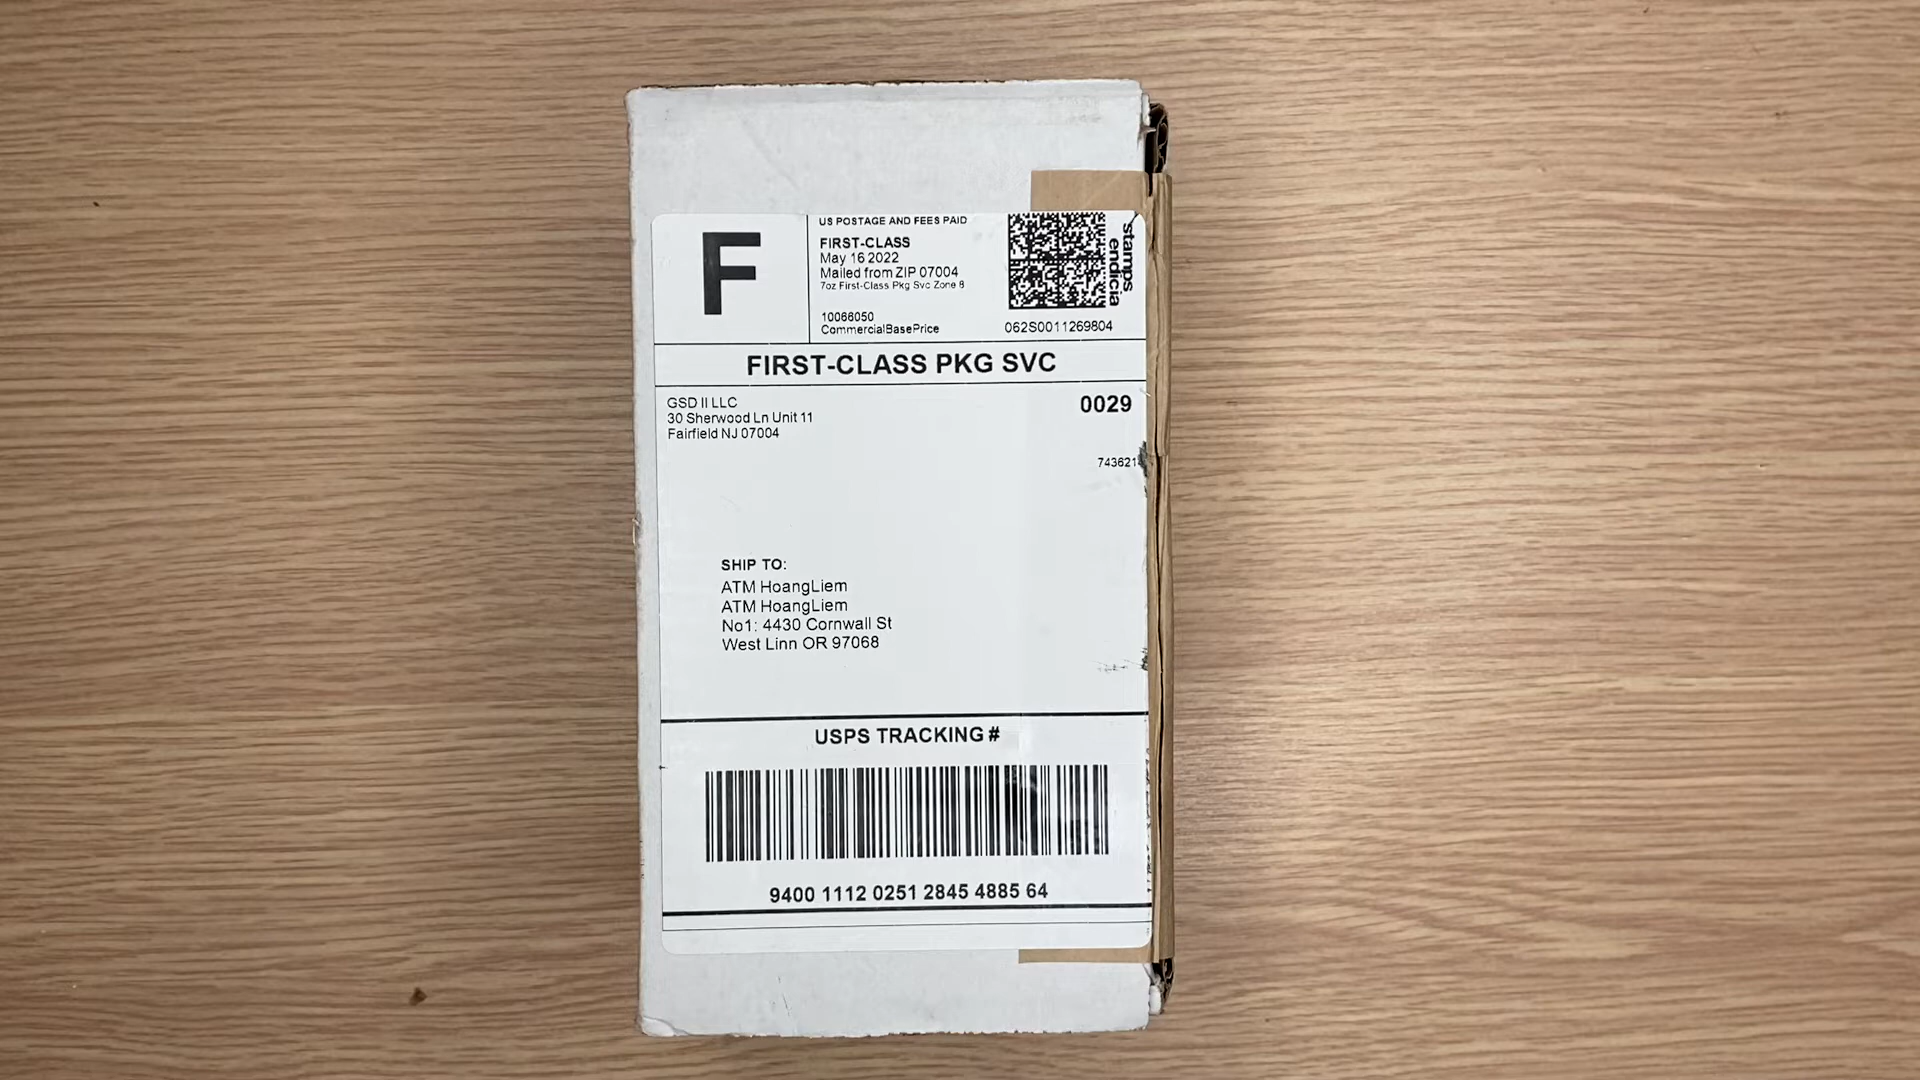 F
US POSTAGE AND FEES PAID
FIRST-CLASS
May 16 2022
Mailed from ZIP 07004
7oz First-Class Pkg Svc Zone 8
10066050
CommercialBasePrice
stamps
endicia
062S0011269804
FIRST-CLASS PKG SVC
GSD II LLC
30 Sherwood Ln Unit 11
Fairfield NJ 07004
0029
SHIP TO:
ATM HoangLiem
ATM HoangLiem
No1: 4430 Cornwall St
West Linn OR 97068
USPS TRACKING #
9400 1112 0251 2845 4885 64